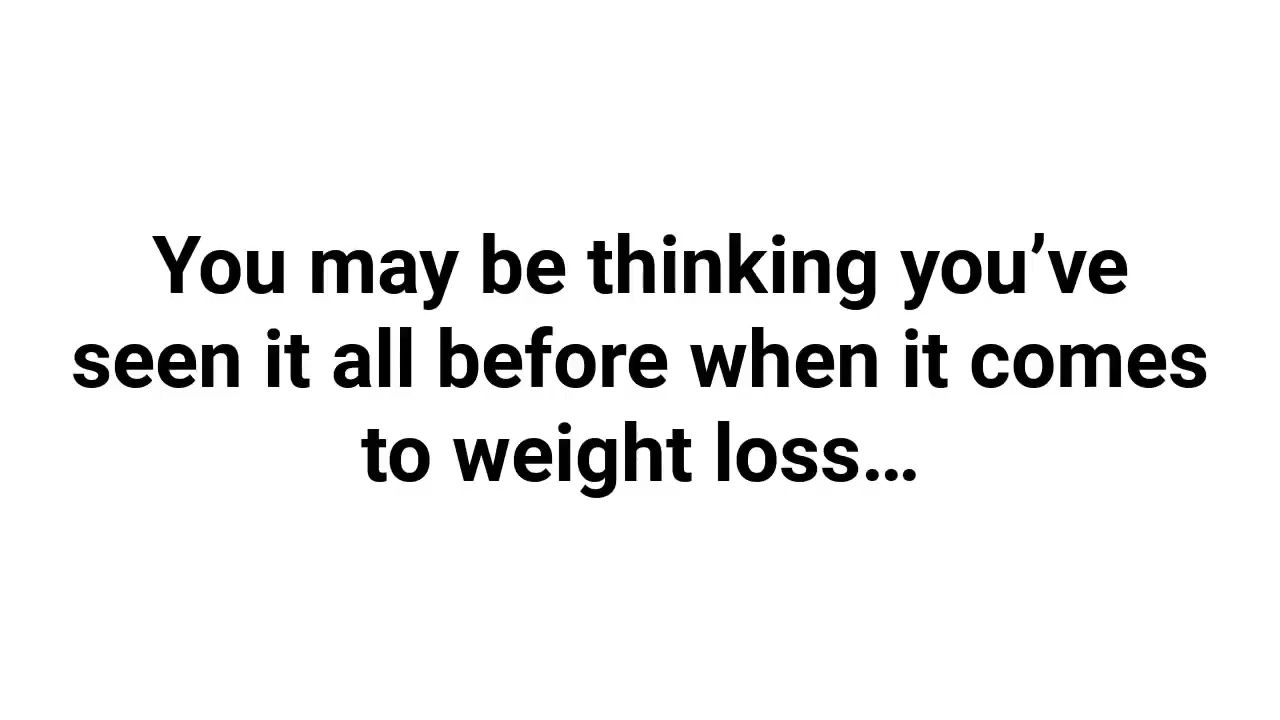 You may be thinking you’ve
seen it all before when it comes
to weight loss…